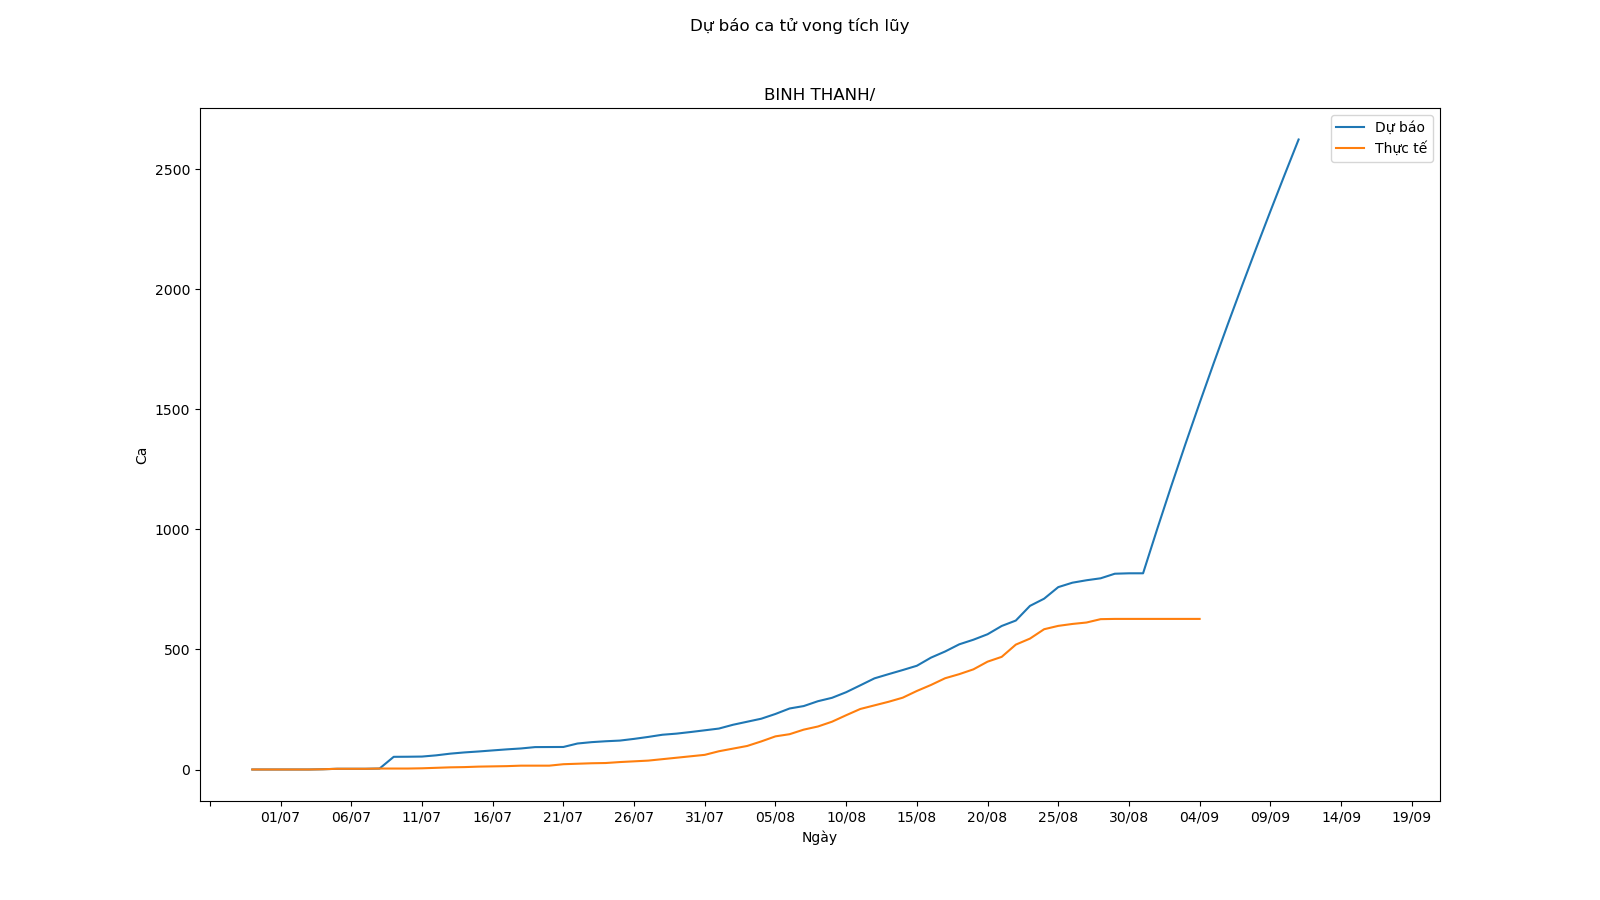 Dự báo ca tử vong tích lũy
BINH THANH/
Dự báo
Thực tế
2500
2000
1500
1000
500
0
Ca
01/07 06/07 11/07 16/07 21/07 26/07 31/07 05/08 10/08 15/08 20/08 25/08 30/08 04/09 09/09 14/09 19/09
Ngày